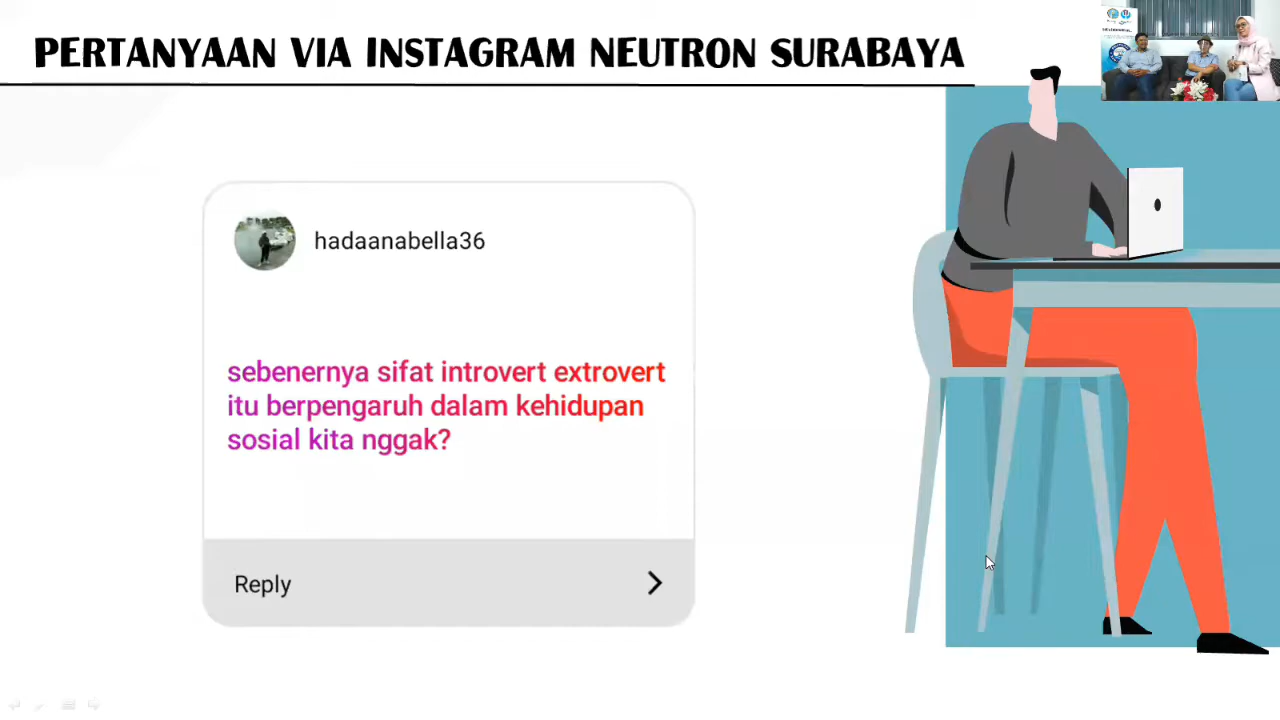 PERTANYAAN VIA INSTAGRAM NEUTRON SURABAYA
hadaanabella36
sebenernya sifat introvert extrovert
itu berpengaruh dalam kehidupan
sosial kita nggak?
Reply